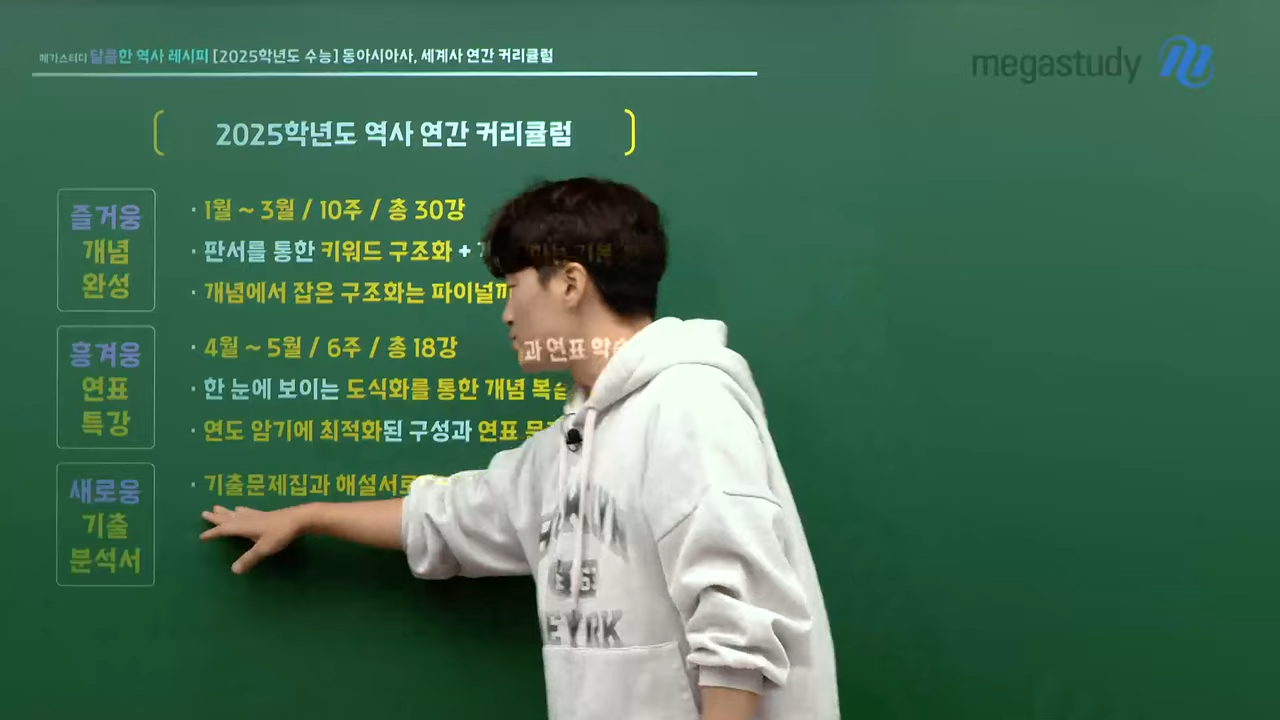 메가스터디 달콤한 역사 레시피 [2025학년도 수능] 동아시아사, 세계사 연간 커리큘럼
megastudy
2025학년도 역사 연간 커리큘럼
즐거움
개념
완성
· 1월 ~ 3월 / 10주 / 총 30강
· 판서를 통한 키워드 구조화 +
· 개념에서 잡은 구조화는 파이널까
흥겨움
연표
특강
· 4월 ~ 5월 / 6주 / 총 18강
과 연표 학습
· 한 눈에 보이는 도식화를 통한 개념 복습
· 연도 암기에 최적화된 구성과 연표
새로움
기출
분석서
· 기출문제집과 해설서로